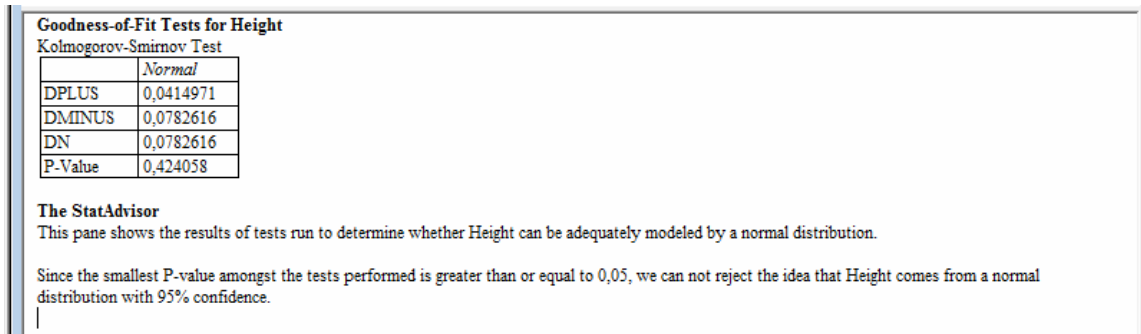 Goodness-of-Fit Tests for Height
Kolmogorov-Smirnov Test
Normal
DPLUS 0,0414971
DMINUS 0,0782616
DN 0,0782616
P-Value 0,424058
The StatAdvisor
This pane shows the results of tests run to determine whether Height can be adequately modeled by a normal distribution.
Since the smallest P-value amongst the tests performed is greater than or equal to 0,05, we can not reject the idea that Height comes from a normal
distribution with 95% confidence.